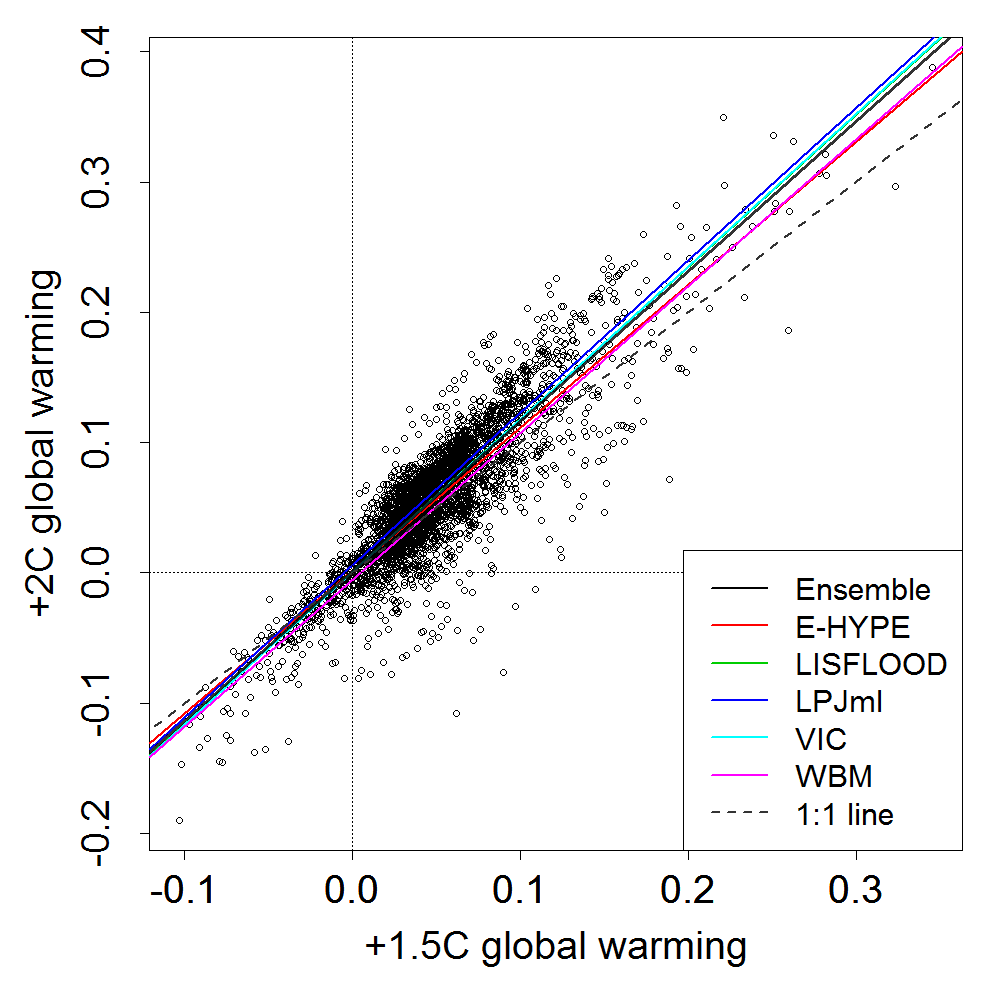 0.4
0.3
0.2
0.1
0.0
-0.1
-0.2
+2C global warming
Ensemble
E-HYPE
LISFLOOD
LPJml
VIC
WBM
1:1 line
-0.1 0.0 0.1 0.2 0.3
+1.5C global warming